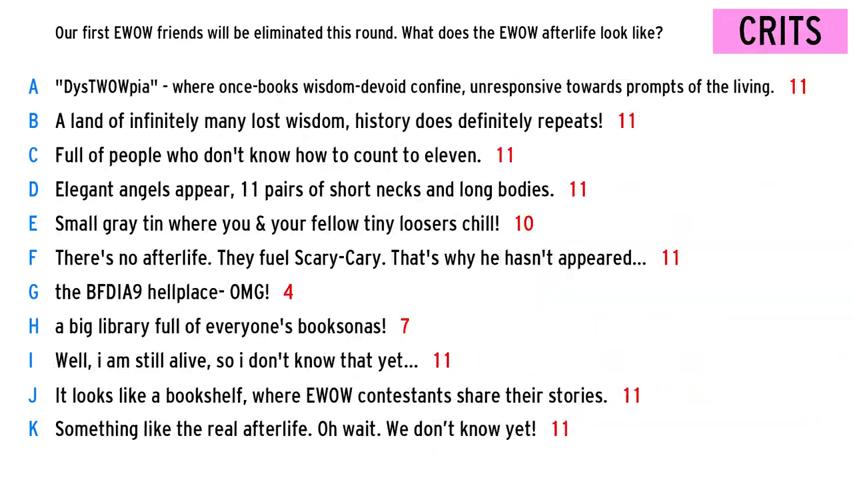 Our first EWOW friends will be eliminated this round. What does the EWOW afterlife look like?
CRITS
A "DysTWOWpia" - where once-books wisdom-devoid confine, unresponsive towards prompts of the living. 11
B A land of infinitely many lost wisdom, history does definitely repeats! 11
C Full of people who don't know how to count to eleven. 11
D Elegant angels appear, 11 pairs of short necks and long bodies. 11
E Small gray tin where you & your fellow tiny loosers chill! 10
F There's no afterlife. They fuel Scary-Cary. That's why he hasn't appeared... 11
G the BFDIA9 hellplace- OMG! 4
H a big library full of everyone's booksonas! 7
I Well, i am still alive, so i don't know that yet... 11
J It looks like a bookshelf, where EWOW contestants share their stories. 11
K Something like the real afterlife. Oh wait. We don’t know yet! 11